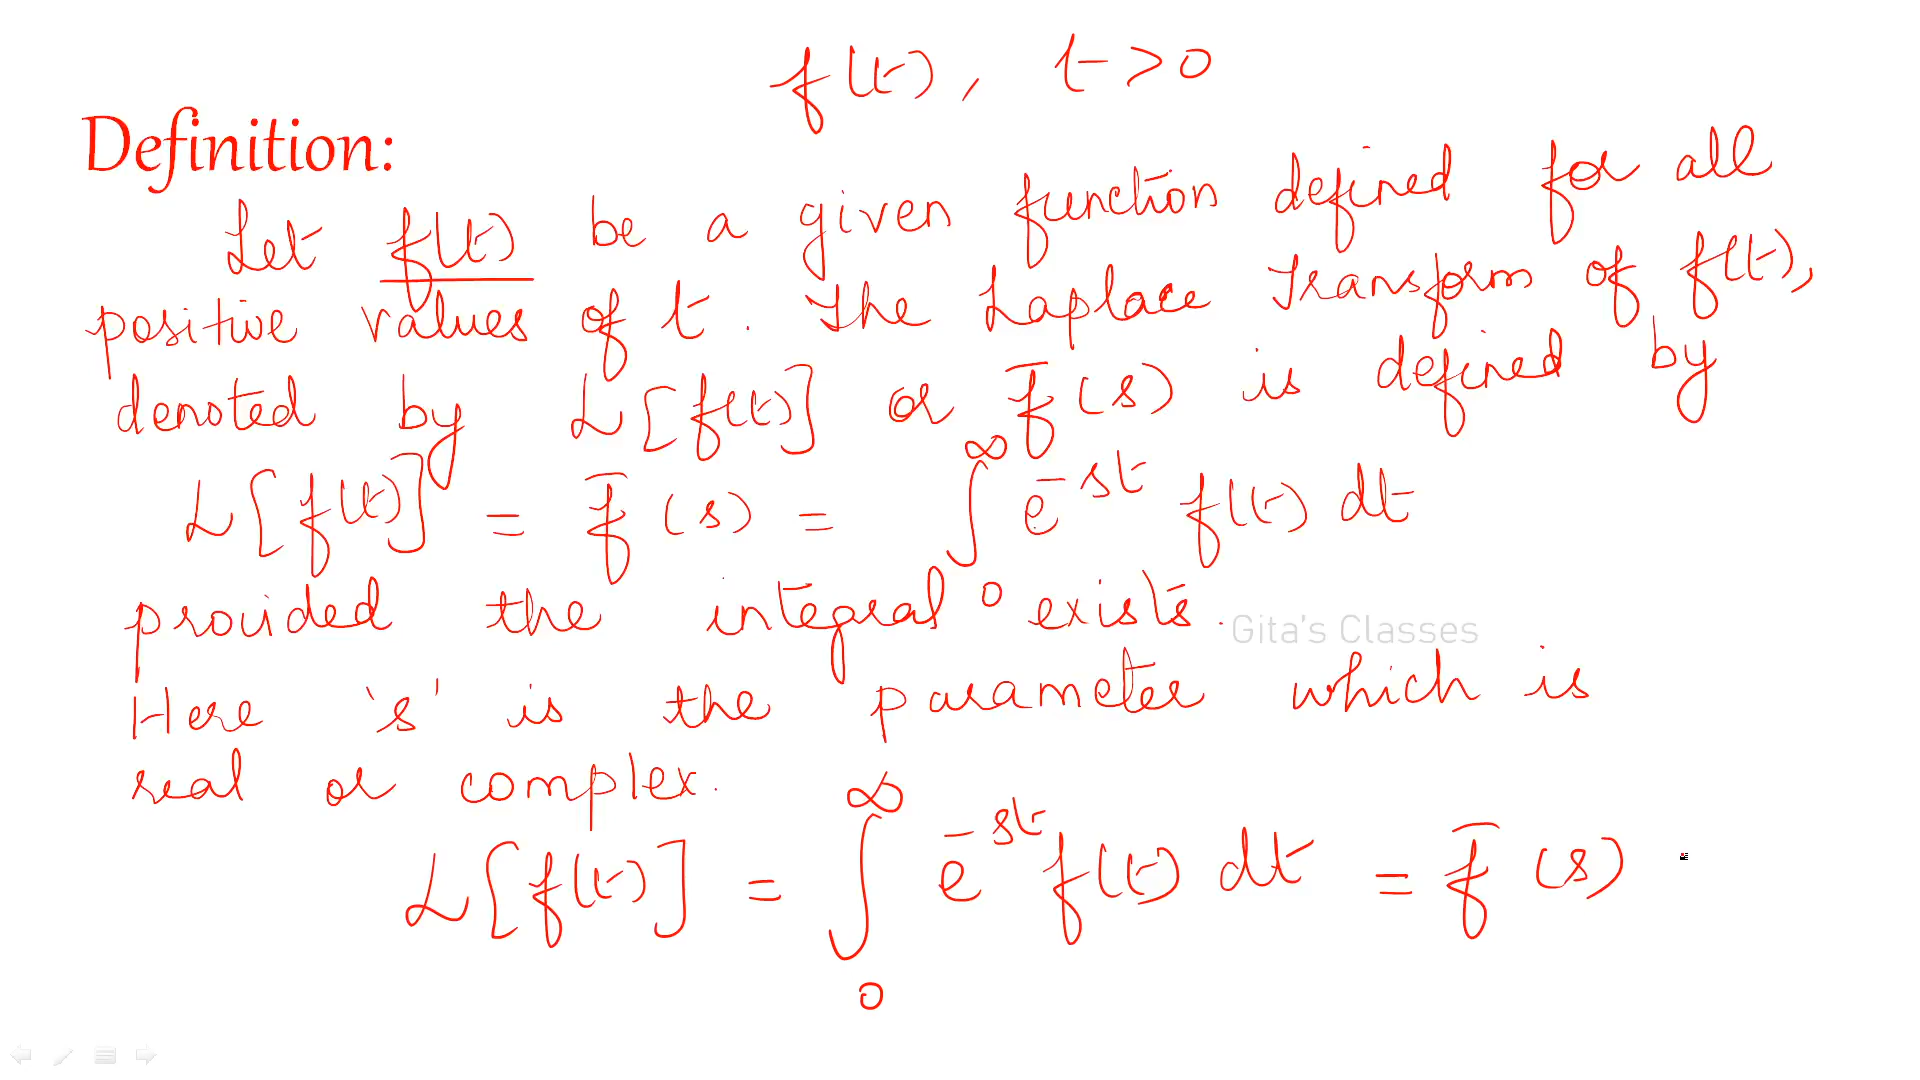 f(t), t > 0
Definition:
Let f(t) be a given function defined for all
positive values of t. The Laplace Transform of f(t),
denoted by L[f(t)] or f̄(s) is defined by
L[f(t)] = f̄(s) = ∫₀^∞ e^{-st} f(t) dt
provided the integral exists.
Gita's Classes
Here 's' is the parameter which is
real or complex.
L[f(t)] = ∫₀^∞ e^{-st} f(t) dt = f̄(s)